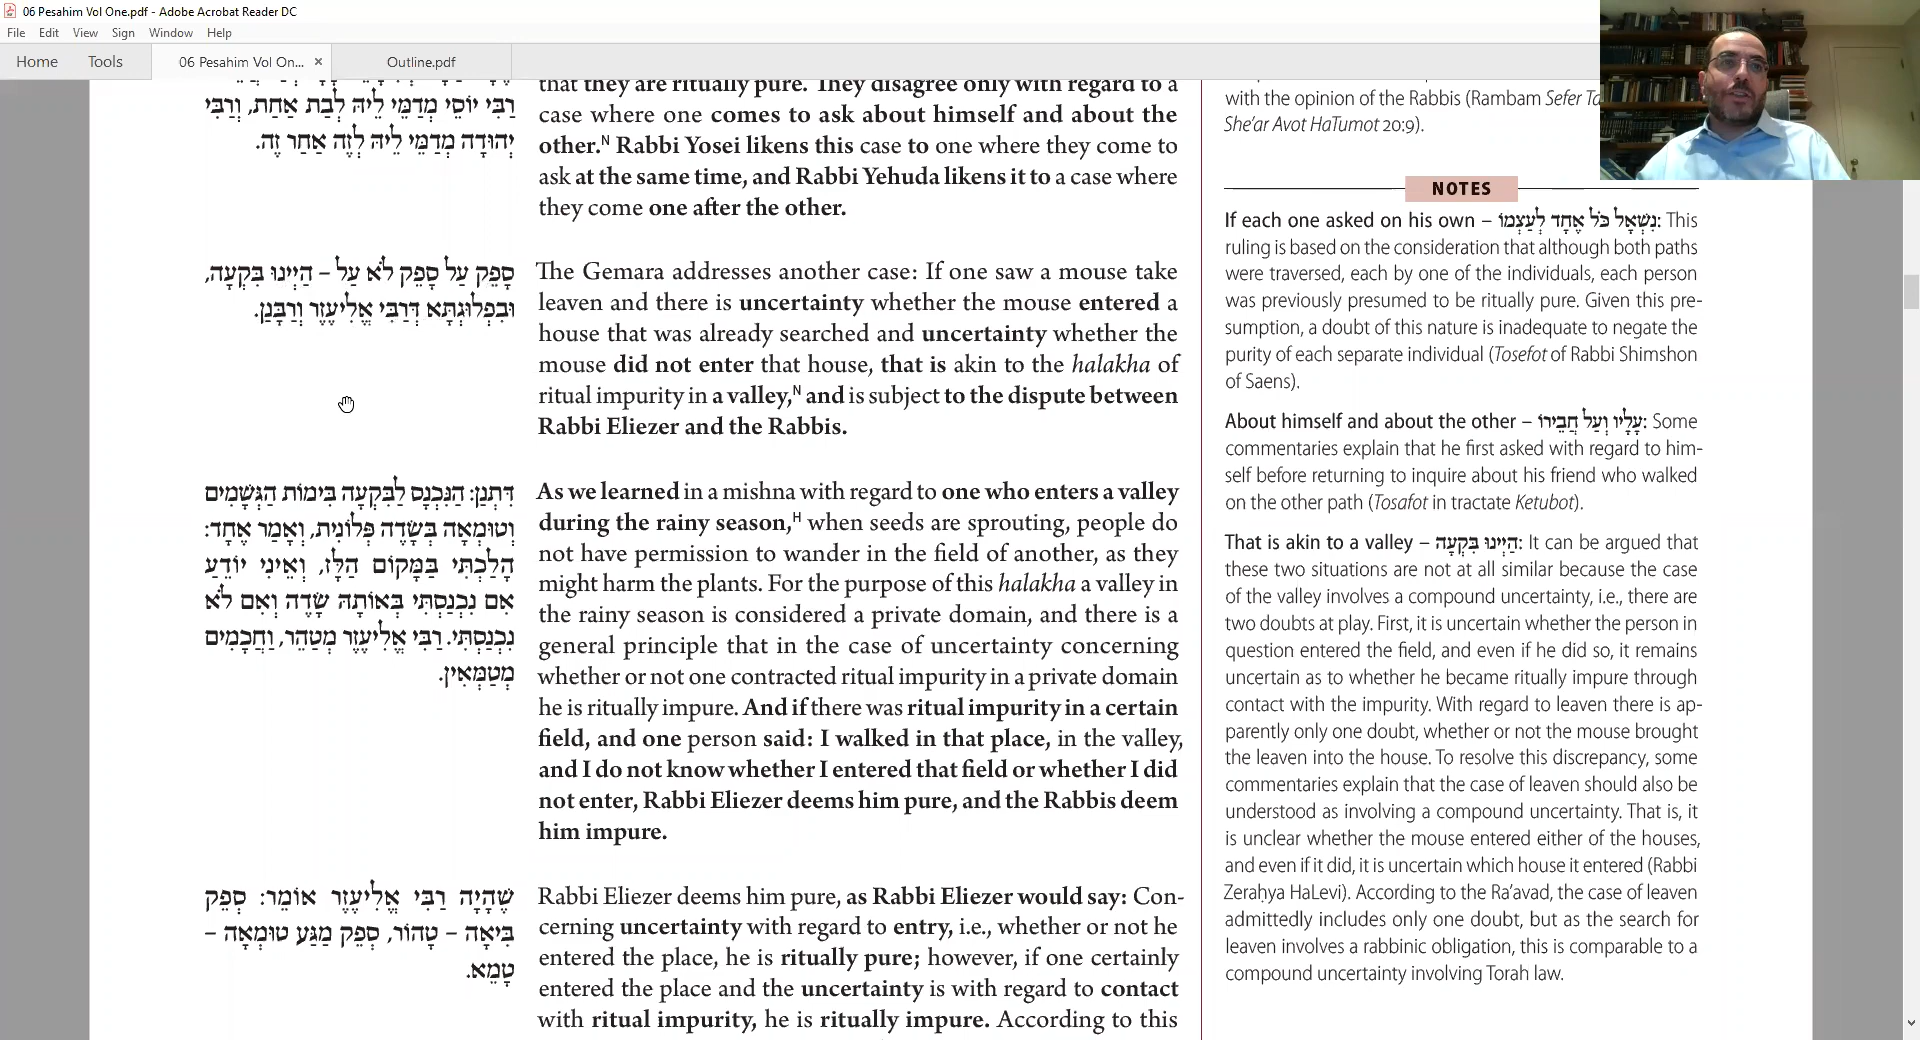 06 Pesahim Vol One.pdf - Adobe Acrobat Reader DC
File Edit View Sign Window Help
Home Tools 06 Pesahim Vol On... × Outline.pdf
רַבִּי יוֹסֵי מְדַמֵּי לֵיהּ לְבַת אַחַת, וְרַבִּי
יְהוּדָה מְדַמֵּי לֵיהּ לְזֶה אַחַר זֶה.
that they are ritually pure. They disagree only with regard to a
case where one comes to ask about himself and about the
other.ᴺ Rabbi Yosei likens this case to one where they come to
ask at the same time, and Rabbi Yehuda likens it to a case where
they come one after the other.
סָפֵק עַל סָפֵק לֹא עַל – הַיְינוּ בִּקְעָה,
וּבִפְלוּגְתָּא דְּרַבִּי אֱלִיעֶזֶר וְרַבָּנַן.
The Gemara addresses another case: If one saw a mouse take
leaven and there is uncertainty whether the mouse entered a
house that was already searched and uncertainty whether the
mouse did not enter that house, that is akin to the halakha of
ritual impurity in a valley,ᴺ and is subject to the dispute between
Rabbi Eliezer and the Rabbis.
דִּתְנַן: הַנִּכְנָס לַבִּקְעָה בִּימוֹת הַגְּשָׁמִים
וְטוּמְאָה בְּשָׂדֶה פְּלוֹנִית, וְאָמַר אֶחָד:
הָלַכְתִּי בַּמָּקוֹם הַלָּז, וְאֵינִי יוֹדֵעַ
אִם נִכְנַסְתִּי בְּאוֹתָהּ שָׂדֶה וְאִם לֹא
נִכְנַסְתִּי. רַבִּי אֱלִיעֶזֶר מְטַהֵר, וַחֲכָמִים
מְטַמְּאִין.
As we learned in a mishna with regard to one who enters a valley
during the rainy season,ᴴ when seeds are sprouting, people do
not have permission to wander in the field of another, as they
might harm the plants. For the purpose of this halakha a valley in
the rainy season is considered a private domain, and there is a
general principle that in the case of uncertainty concerning
whether or not one contracted ritual impurity in a private domain
he is ritually impure. And if there was ritual impurity in a certain
field, and one person said: I walked in that place, in the valley,
and I do not know whether I entered that field or whether I did
not enter, Rabbi Eliezer deems him pure, and the Rabbis deem
him impure.
שֶׁהָיָה רַבִּי אֱלִיעֶזֶר אוֹמֵר: סְפֵק
בִּיאָה – טָהוֹר, סְפֵק מַגַּע טוּמְאָה –
טָמֵא.
Rabbi Eliezer deems him pure, as Rabbi Eliezer would say: Con-
cerning uncertainty with regard to entry, i.e., whether or not he
entered the place, he is ritually pure; however, if one certainly
entered the place and the uncertainty is with regard to contact
with ritual impurity, he is ritually impure. According to this
with the opinion of the Rabbis (Rambam Sefer
She'ar Avot HaTumot 20:9).
NOTES
If each one asked on his own – נִשְׁאָל כׇּל אֶחָד לְעַצְמוֹ: This
ruling is based on the consideration that although both paths
were traversed, each by one of the individuals, each person
was previously presumed to be ritually pure. Given this pre-
sumption, a doubt of this nature is inadequate to negate the
purity of each separate individual (Tosefot of Rabbi Shimshon
of Saens).
About himself and about the other – עָלָיו וְעַל חֲבֵירוֹ: Some
commentaries explain that he first asked with regard to him-
self before returning to inquire about his friend who walked
on the other path (Tosafot in tractate Ketubot).
That is akin to a valley – הַיְינוּ בִּקְעָה: It can be argued that
these two situations are not at all similar because the case
of the valley involves a compound uncertainty, i.e., there are
two doubts at play. First, it is uncertain whether the person in
question entered the field, and even if he did so, it remains
uncertain as to whether he became ritually impure through
contact with the impurity. With regard to leaven there is ap-
parently only one doubt, whether or not the mouse brought
the leaven into the house. To resolve this discrepancy, some
commentaries explain that the case of leaven should also be
understood as involving a compound uncertainty. That is, it
is unclear whether the mouse entered either of the houses,
and even if it did, it is uncertain which house it entered (Rabbi
Zeraḥya HaLevi). According to the Ra'avad, the case of leaven
admittedly includes only one doubt, but as the search for
leaven involves a rabbinic obligation, this is comparable to a
compound uncertainty involving Torah law.